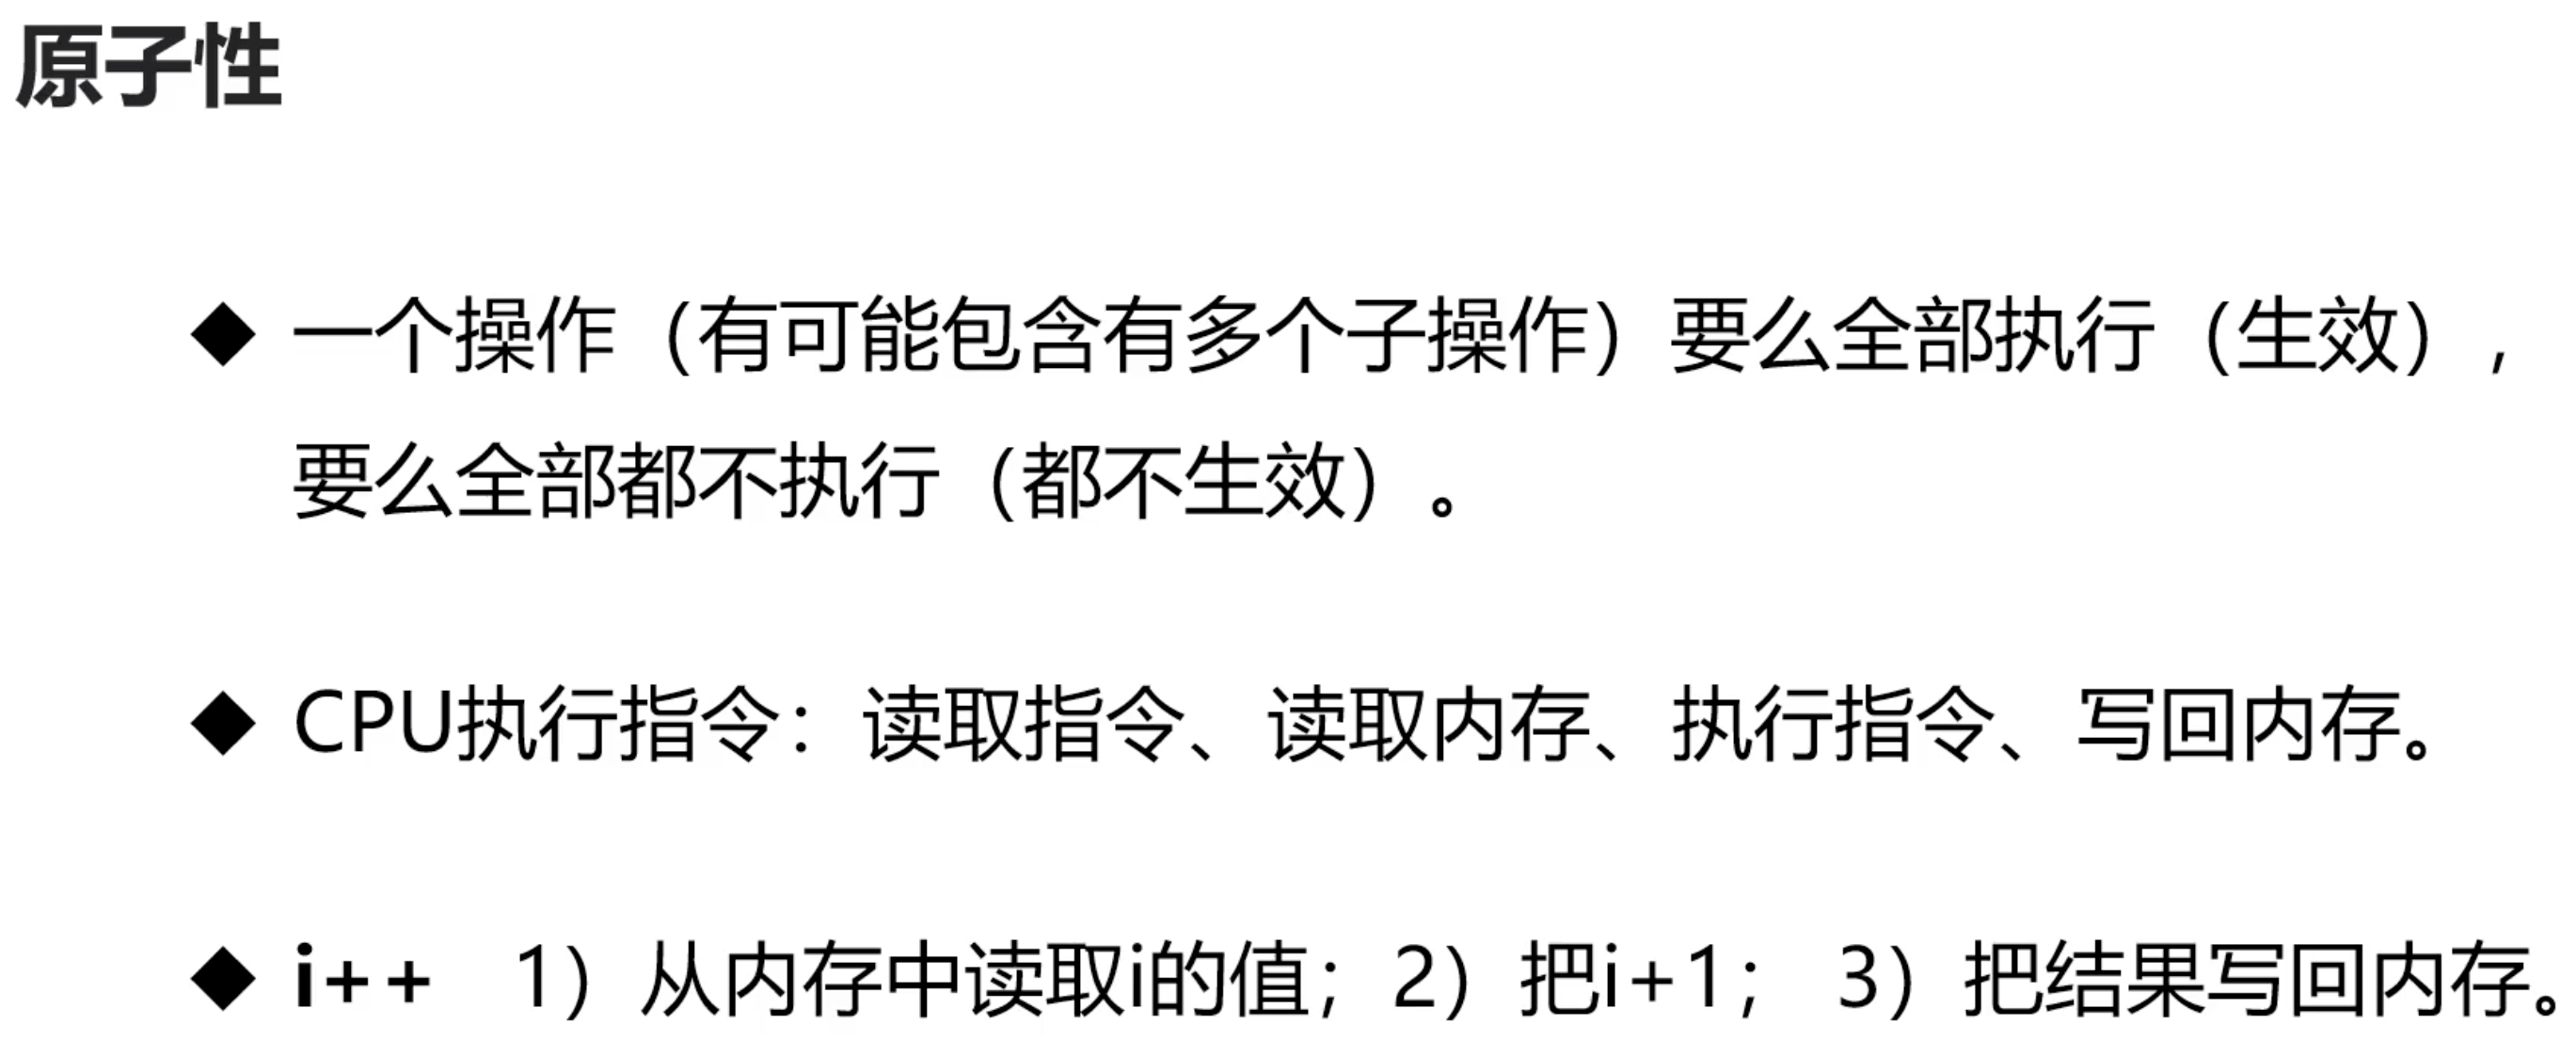 原子性
◆ 一个操作（有可能包含有多个子操作）要么全部执行（生效），
要么全部都不执行（都不生效）。
◆ CPU执行指令：读取指令、读取内存、执行指令、写回内存。
◆ i++ 1）从内存中读取i的值；2）把i+1； 3）把结果写回内存。